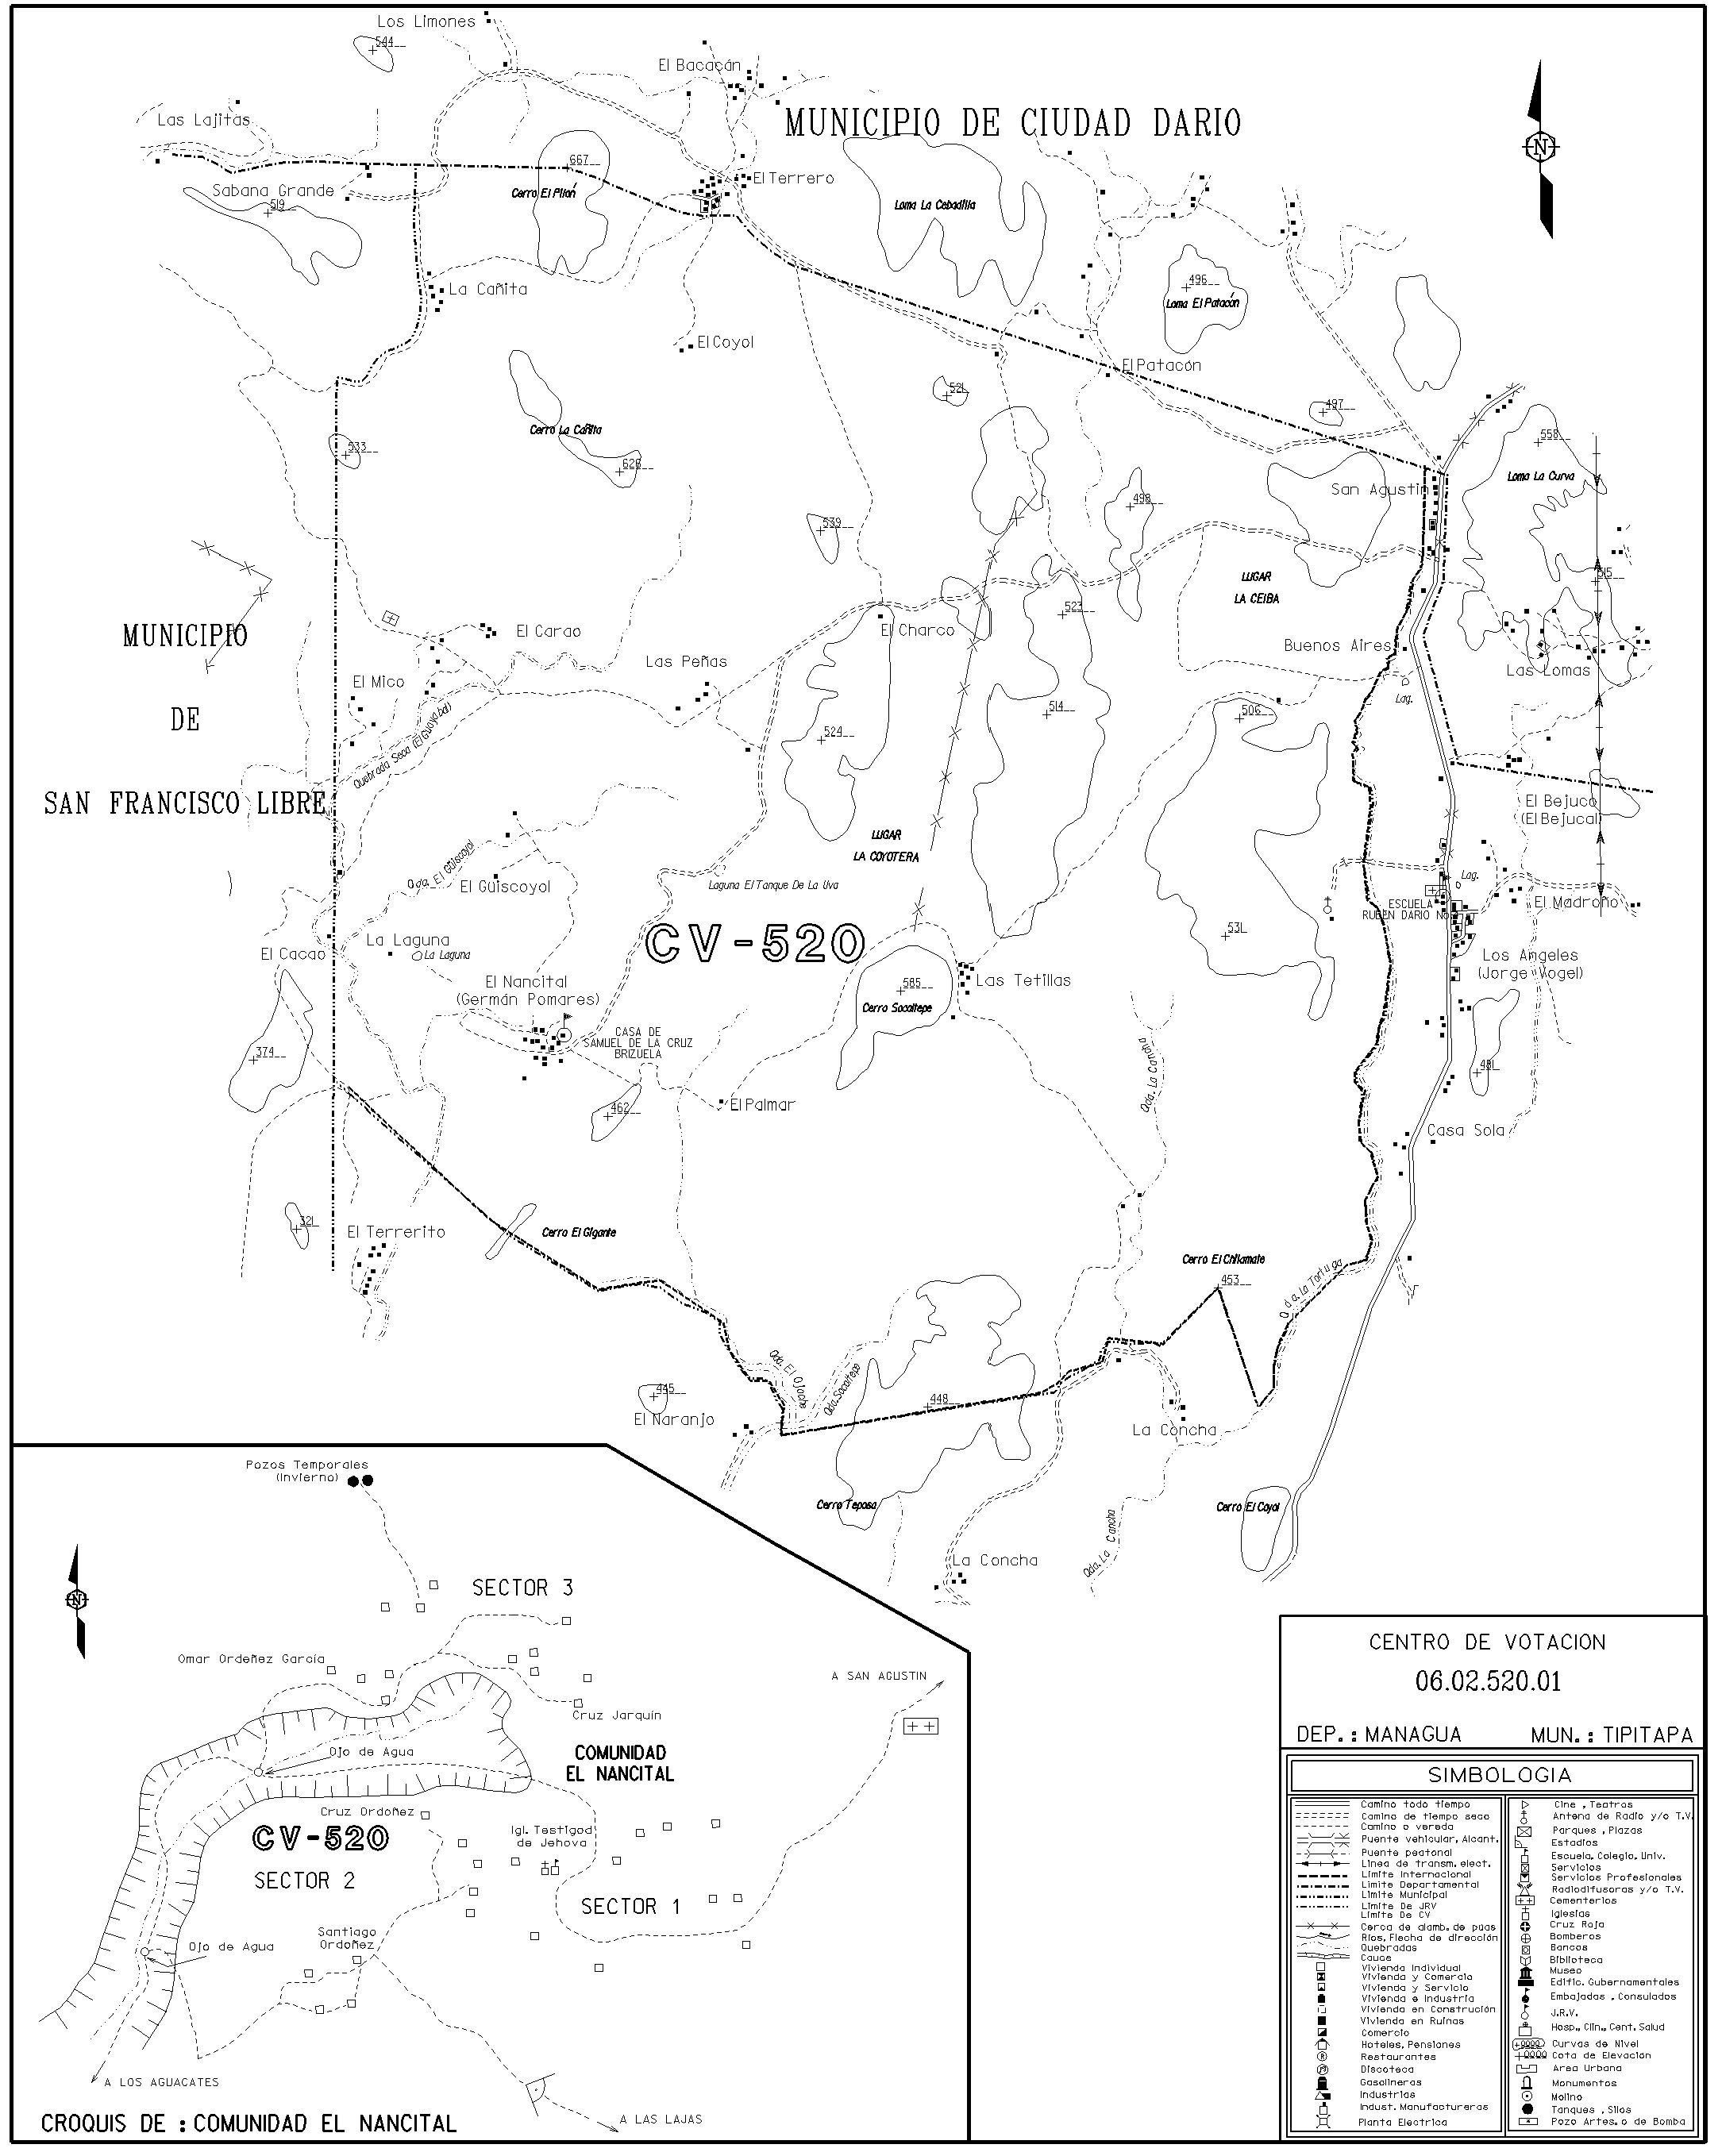 Los Limones
544
El Bacacán
MUNICIPIO DE CIUDAD DARIO
Las Lajitas
N
667
Sabana Grande
519
Cerro El Pilón
El Terrero
Loma La Cebadilla
La Cañita
496
Loma El Patacón
El Coyol
El Patacón
521
497
Cerro La Cañita
533
626
558
Loma La Curva
San Agustin
498
539
515
LUGAR
LA CEIBA
523
MUNICIPIO
DE
SAN FRANCISCO LIBRE
El Carao
El Charco
Buenos Aires
Las Peñas
Las Lomas
El Mico
Lag.
Quebrada Seca (El Guayabal)
514
506
524
El Bejuco
(El Bejucal)
LUGAR
LA COYOTERA
Qda. El Güiscoyol
El Güiscoyol
Laguna El Tanque De La Uva
Lag.
ESCUELA
RUBEN DARIO No
El Madroño
CV-520
531
La Laguna
La Laguna
El Cacao
Los Angeles
(Jorge Vogel)
El Nancital
(Germán Pomares)
Las Tetillas
585
Cerro Socoltepe
CASA DE
SAMUEL DE LA CRUZ
BRIZUELA
374
Qda. La Concha
481
462
El Palmar
Casa Sola
321
El Terrerito
Cerro El Gigante
Cerro El Chilamate
453
Qda. La Tortuga
Qda. El Ojoche
Qda. Socoltepe
445
El Naranjo
448
La Concha
Cerro Teposa
Cerro El Coyol
Qda. La Concha
La Concha
Pozos Temporales
(Invierno)
N
SECTOR 3
Omar Ordeñez García
A SAN AGUSTIN
Cruz Jarquín
Ojo de Agua
COMUNIDAD
EL NANCITAL
Cruz Ordoñez
CV-520
Igl. Testigod
de Jehova
SECTOR 2
SECTOR 1
Santiago
Ordoñez
Ojo de Agua
A LOS AGUACATES
A LAS LAJAS
CROQUIS DE : COMUNIDAD EL NANCITAL
CENTRO DE VOTACION
06.02.520.01
DEP. : MANAGUA MUN. : TIPITAPA
SIMBOLOGIA
Camino todo tiempo
Camino de tiempo seco
Camino o vereda
Puente vehicular, Alcant.
Puente peatonal
Linea de transm. elect.
Limite Internacional
Limite Departamental
Limite Municipal
Limite De JRV
Limite De CV
Cerca de alamb. de puas
Rios, Flecha de dirección
Quebradas
Cauce
Vivienda Individual
Vivienda y Comercio
Vivienda y Servicio
Vivienda e Industria
Vivienda en Construción
Vivienda en Ruinas
Comercio
Hoteles, Pensiones
Restaurantes
Discoteca
Gasolineras
Industrias
Indust. Manufactureras
Planta Electrica
Cine , Teatros
Antena de Radio y/o T.V.
Parques , Plazas
Estadios
Escuela, Colegio, Univ.
Servicios
Servicios Profesionales
Radiodifusoras y/o T.V.
Cementerios
Iglesias
Cruz Roja
Bomberos
Bancos
Biblioteca
Museo
Edific. Gubernamentales
Embajadas , Consulados
J.R.V.
Hosp., Clin., Cent. Salud
Curvas de Nivel
Cota de Elevación
Area Urbana
Monumentos
Molino
Tanques , Silos
Pozo Artes. o de Bomba